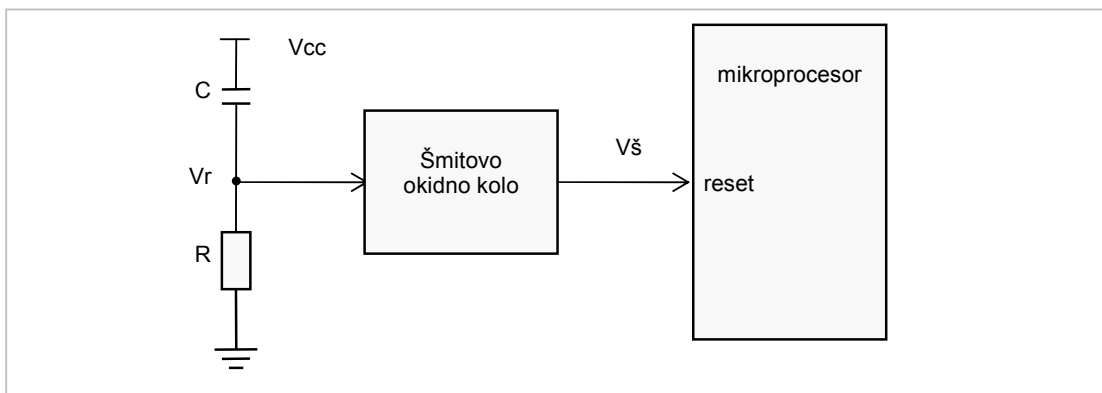 Vcc
C
Vr
R
Šmitovo
okidno kolo
Vš
mikroprocesor
reset